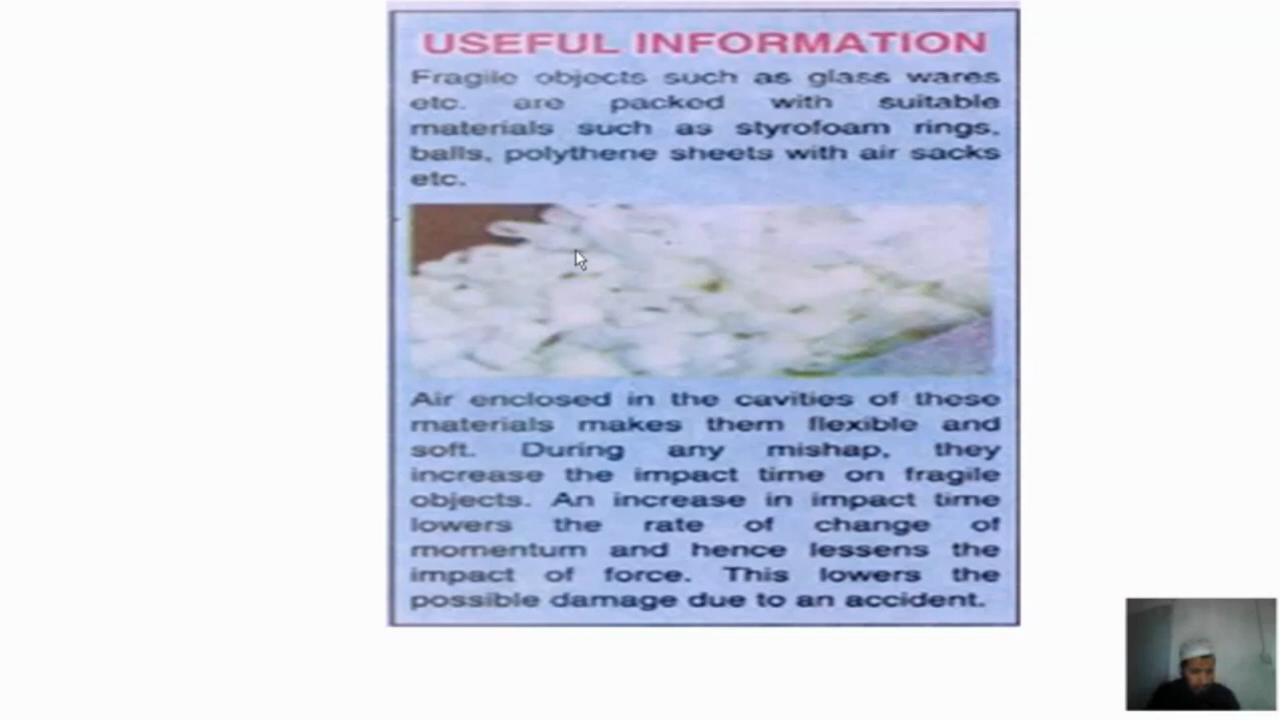 USEFUL INFORMATION
Fragile objects such as glass wares
etc. are packed with suitable
materials such as styrofoam rings,
balls, polythene sheets with air sacks
etc.
Air enclosed in the cavities of these
materials makes them flexible and
soft. During any mishap, they
increase the impact time on fragile
objects. An increase in impact time
lowers the rate of change of
momentum and hence lessens the
impact of force. This lowers the
possible damage due to an accident.